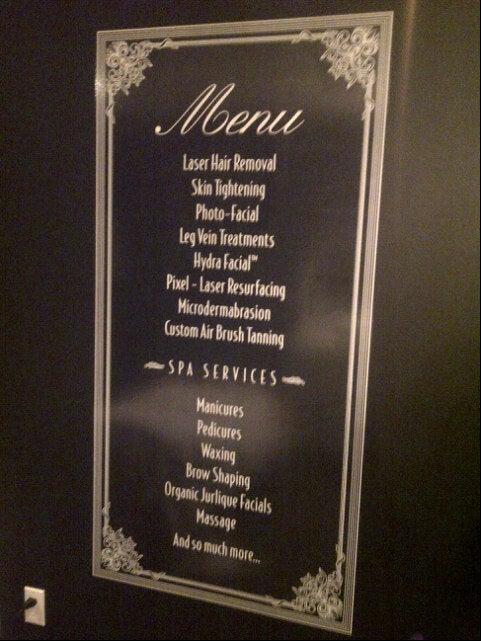 Menu
Laser Hair Removal
Skin Tightening
Photo-Facial
Leg Vein Treatments
Hydra Facial™
Pixel - Laser Resurfacing
Microdermabrasion
Custom Air Brush Tanning
SPA SERVICES
Manicures
Pedicures
Waxing
Brow Shaping
Organic Jurlique Facials
Massage
And so much more...